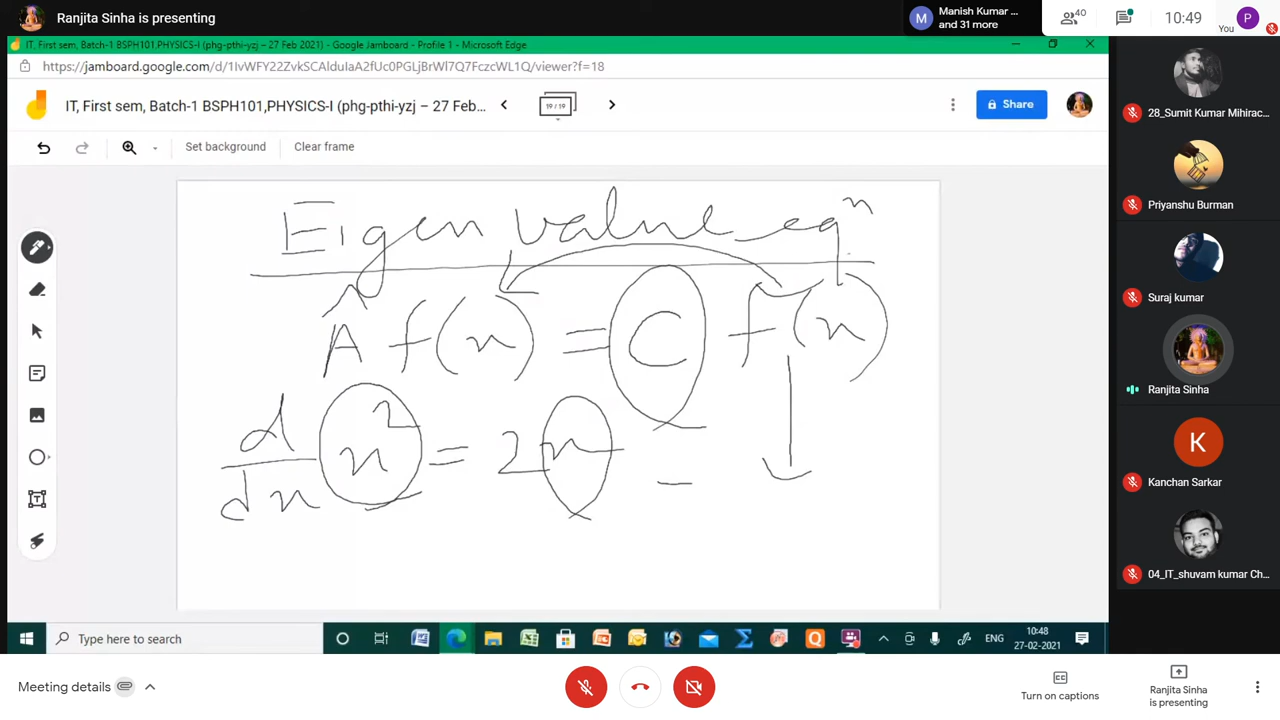 Ranjita Sinha is presenting
Manish Kumar ...
and 31 more
40
10:49
You
P
M
IT, First sem, Batch-1 BSPH101,PHYSICS-I (phg-pthi-yzj – 27 Feb 2021) - Google Jamboard - Profile 1 - Microsoft Edge
https://jamboard.google.com/d/1IvWFY22ZvkSCAlduIaA2fUc0PGLjBrWl7Q7FczcWL1Q/viewer?f=18
IT, First sem, Batch-1 BSPH101,PHYSICS-I (phg-pthi-yzj – 27 Feb...
19 / 19
Share
Set background
Clear frame
Eigen value eqⁿ
Â f(x) = C f(x)
d/dx x² = 2x –
28_Sumit Kumar Mihirac...
Priyanshu Burman
Suraj kumar
Ranjita Sinha
K
Kanchan Sarkar
04_IT_shuvam kumar Ch...
Type here to search
ENG
10:48
27-02-2021
Meeting details
Turn on captions
Ranjita Sinha
is presenting